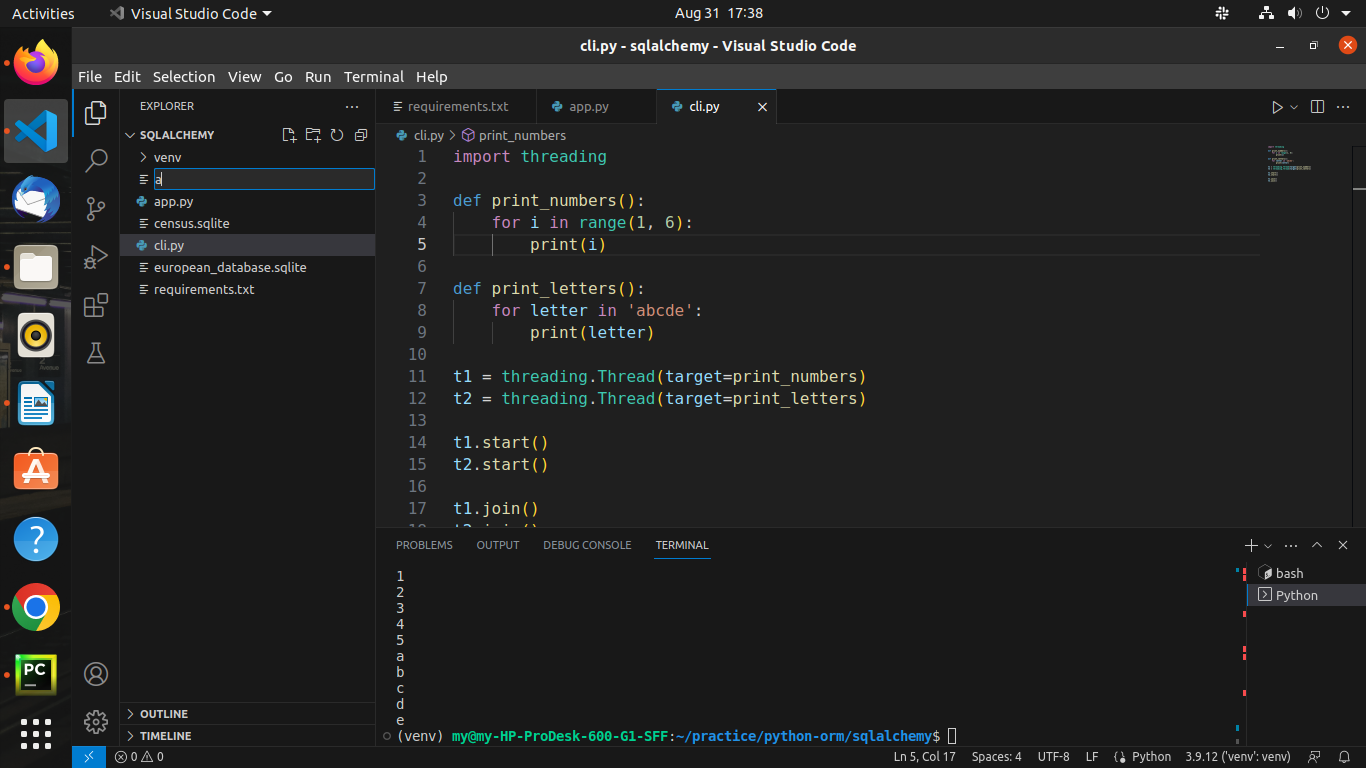 Activities
Visual Studio Code
Aug 31 17:38
cli.py - sqlalchemy - Visual Studio Code
File Edit Selection View Go Run Terminal Help
EXPLORER
SQLALCHEMY
venv
a
app.py
census.sqlite
cli.py
european_database.sqlite
requirements.txt
OUTLINE
TIMELINE
requirements.txt
app.py
cli.py
cli.py > print_numbers
1 import threading
2
3 def print_numbers():
4 for i in range(1, 6):
5 print(i)
6
7 def print_letters():
8 for letter in 'abcde':
9 print(letter)
10
11 t1 = threading.Thread(target=print_numbers)
12 t2 = threading.Thread(target=print_letters)
13
14 t1.start()
15 t2.start()
16
17 t1.join()
18 t2.join()
PROBLEMS OUTPUT DEBUG CONSOLE TERMINAL
1
2
3
4
5
a
b
c
d
e
(venv) my@my-HP-ProDesk-600-G1-SFF:~/practice/python-orm/sqlalchemy$
bash
Python
PC
0 0
Ln 5, Col 17 Spaces: 4 UTF-8 LF Python 3.9.12 ('venv': venv)